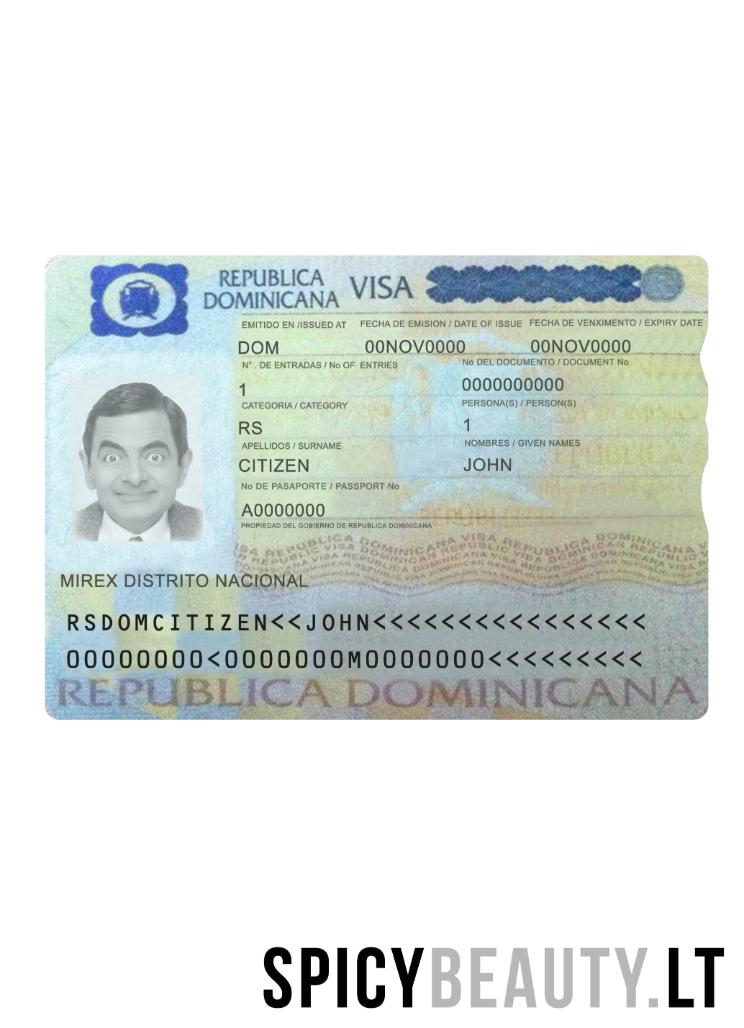 REPUBLICA
DOMINICANA VISA
EMITIDO EN /ISSUED AT FECHA DE EMISION / DATE OF ISSUE FECHA DE VENXIMENTO / EXPIRY DATE
DOM 00NOV0000 00NOV0000
N° . DE ENTRADAS / No OF ENTRIES No DEL DOCUMENTO / DOCUMENT No
1 0000000000
CATEGORIA / CATEGORY PERSONA(S) / PERSON(S)
RS 1
APELLIDOS / SURNAME NOMBRES / GIVEN NAMES
CITIZEN JOHN
No DE PASAPORTE / PASSPORT No
A0000000
PROPIEDAD DEL GOBIERNO DE REPUBLICA DOMINICANA
VISA REPUBLICA DOMINICANA VISA REPUBLICA DOMINICANA
MIREX DISTRITO NACIONAL
RSDOMCITIZEN<<JOHN<<<<<<<<<<<<<<<<<
00000000<0000000M0000000<<<<<<<<<<
REPUBLICA DOMINICANA
SPICYBEAUTY.LT